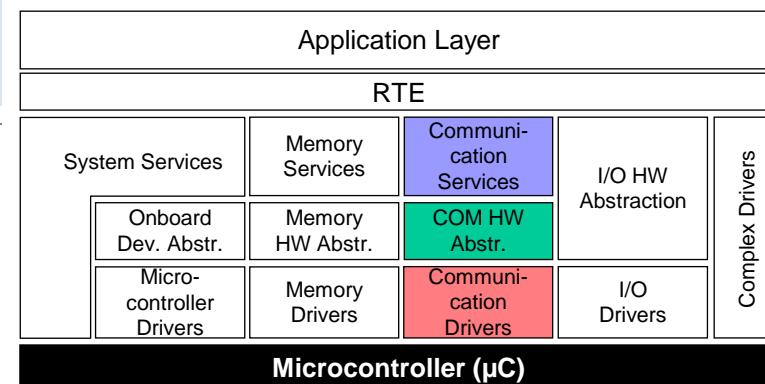 Application Layer
RTE
System Services
Memory
Services
Communi-
cation
Services
I/O HW
Abstraction
Complex Drivers
Onboard
Dev. Abstr.
Memory
HW Abstr.
COM HW
Abstr.
Micro-
controller
Drivers
Memory
Drivers
Communi-
cation
Drivers
I/O
Drivers
Microcontroller (µC)